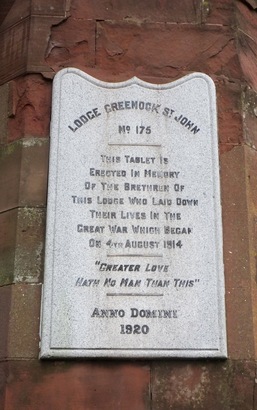 LODGE GREENOCK ST JOHN
No 175
THIS TABLET IS
ERECTED IN MEMORY
OF THE BRETHREN OF
THIS LODGE WHO LAID DOWN
THEIR LIVES IN THE
GREAT WAR WHICH BEGAN
ON 4TH AUGUST 1914
"GREATER LOVE
HATH NO MAN THAN THIS"
ANNO DOMINI
1920